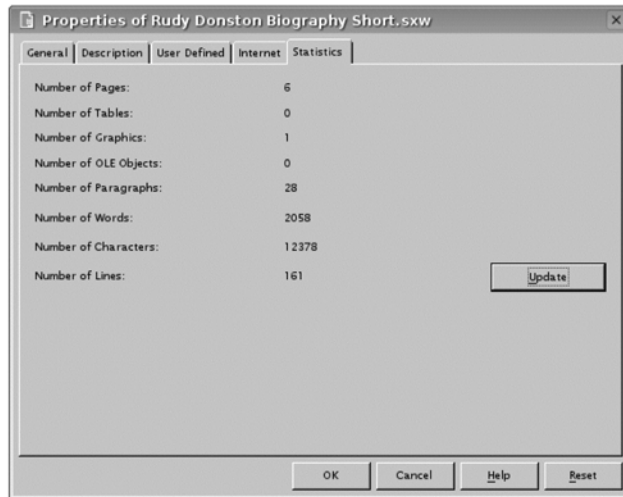 Properties of Rudy Donston Biography Short.sxw
General Description User Defined Internet Statistics
Number of Pages: 6
Number of Tables: 0
Number of Graphics: 1
Number of OLE Objects: 0
Number of Paragraphs: 28
Number of Words: 2058
Number of Characters: 12378
Number of Lines: 161
Update
OK Cancel Help Reset